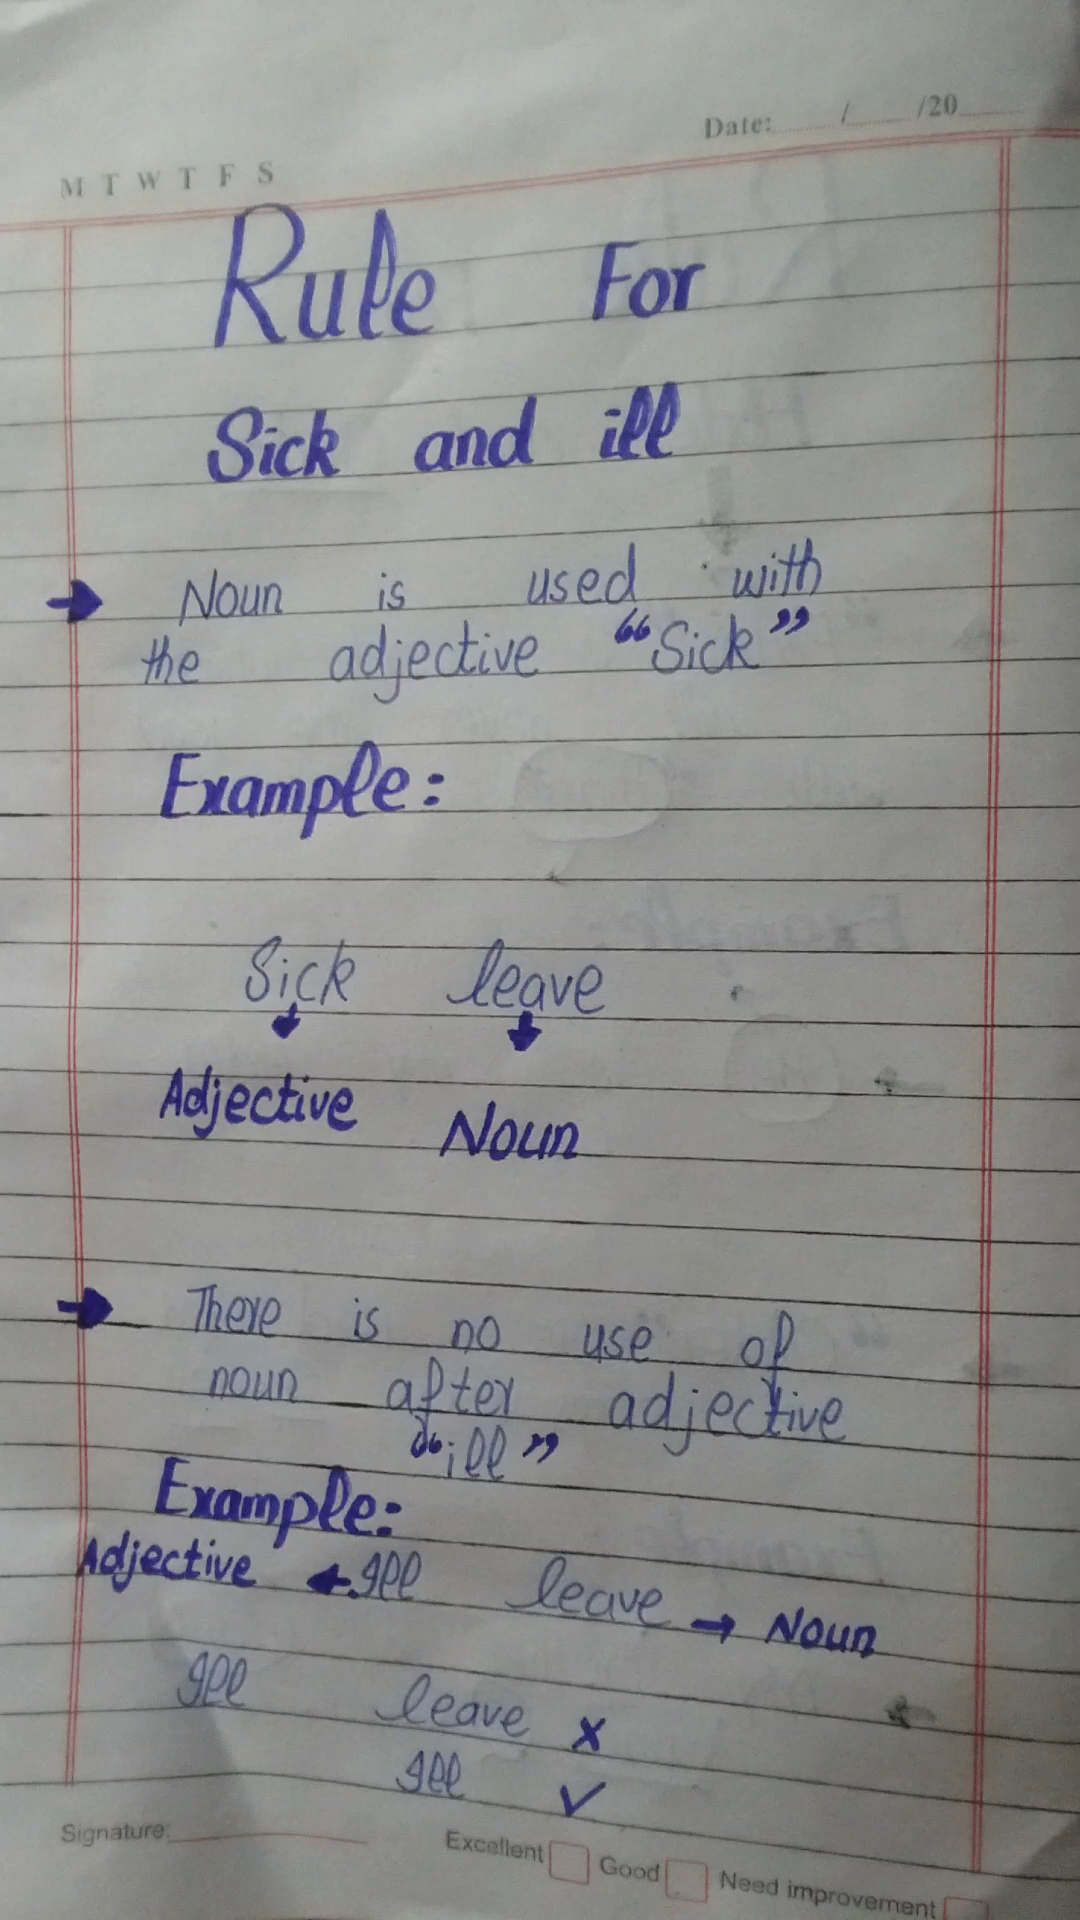 Date: / /20
M T W T F S
Rule For
Sick and ill
→ Noun is used with
the adjective "Sick"
Example:
Sick leave
Adjective Noun
→ There is no use of
noun after adjective
"ill"
Example:
Adjective ← Ill leave → Noun
Ill leave ✗
Ill ✓
Signature:
Excellent Good Need improvement